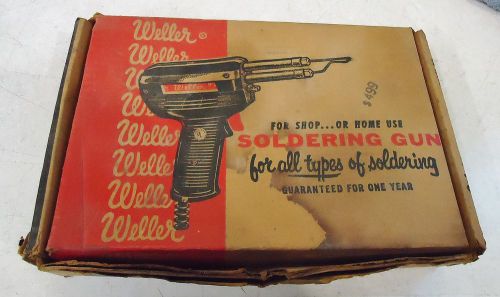 Weller ®
Weller
Weller
Weller
Weller
Weller
Weller
Weller
Weller
$499
FOR SHOP...OR HOME USE
SOLDERING GUN
for all types of soldering
GUARANTEED FOR ONE YEAR